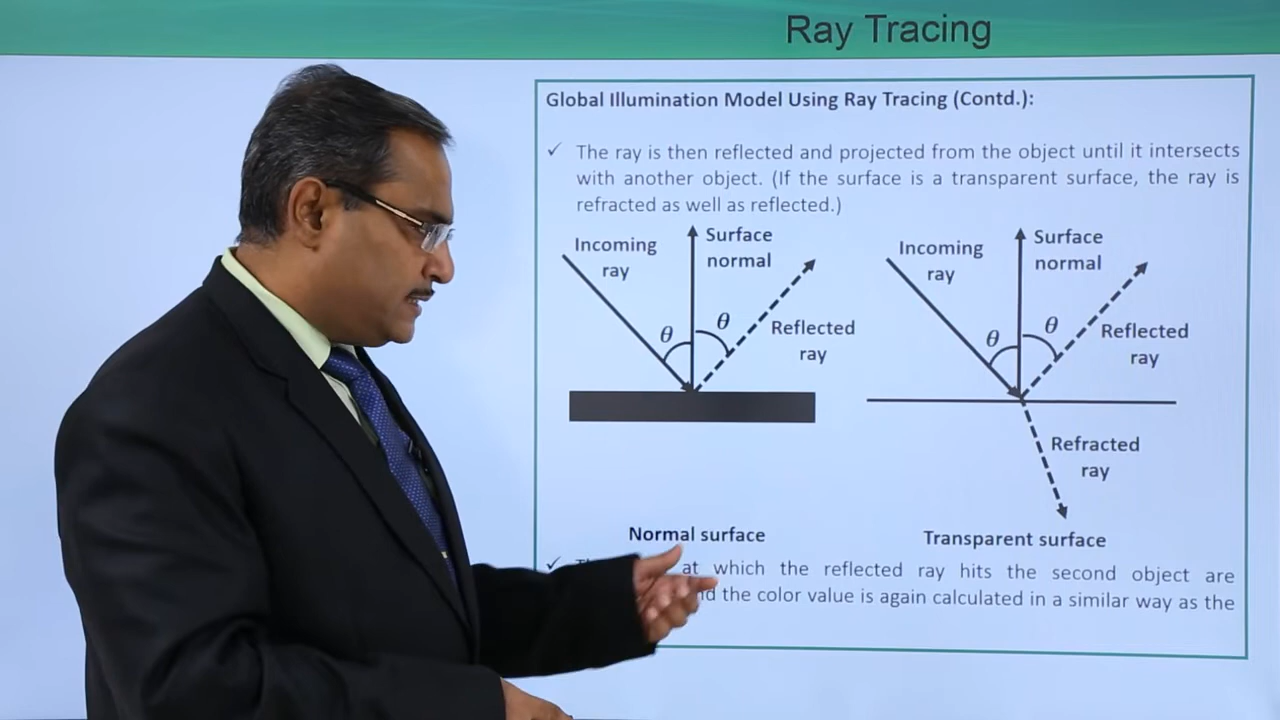 Ray Tracing
Global Illumination Model Using Ray Tracing (Contd.):
✓ The ray is then reflected and projected from the object until it intersects
with another object. (If the surface is a transparent surface, the ray is
refracted as well as reflected.)
Incoming
ray
Surface
normal
θ
θ
Reflected
ray
Normal surface
Incoming
ray
Surface
normal
θ
θ
Reflected
ray
Refracted
ray
Transparent surface
✓ at which the reflected ray hits the second object are
the color value is again calculated in a similar way as the